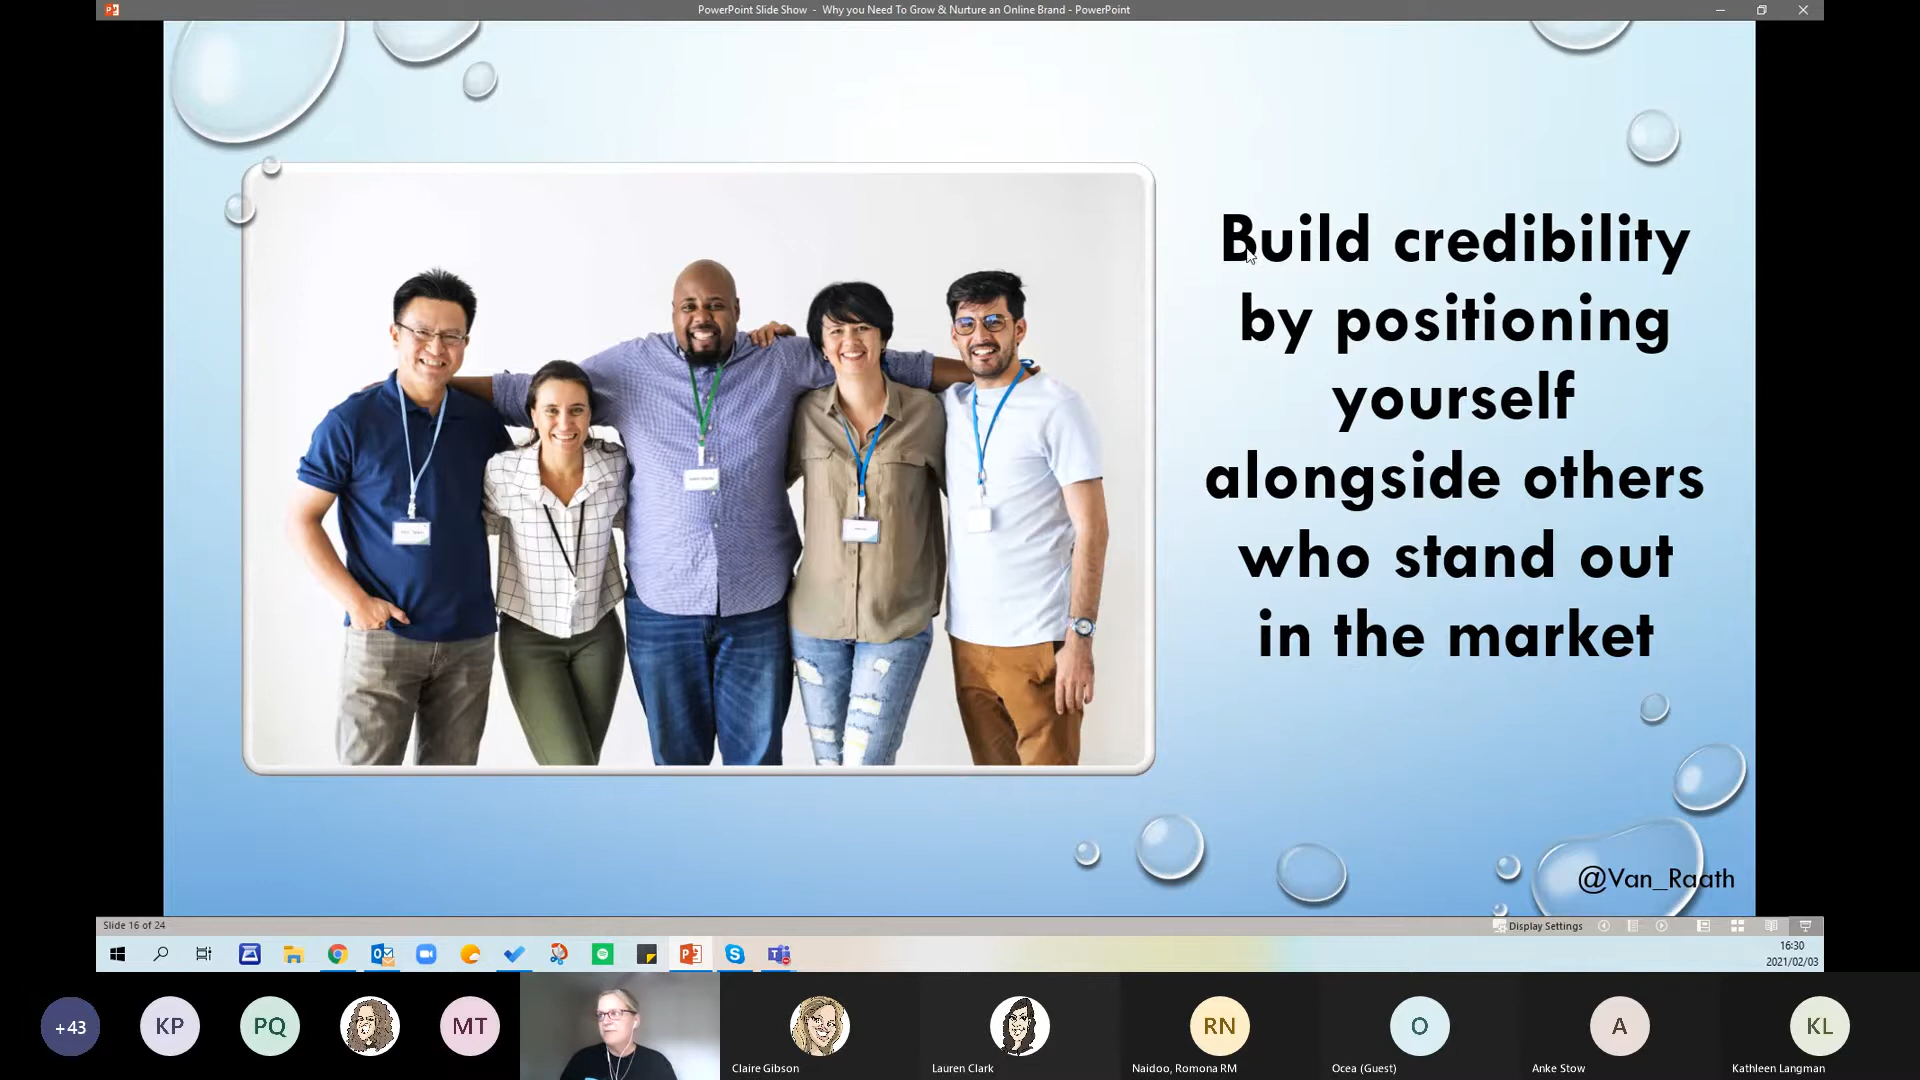 PowerPoint Slide Show - Why you Need To Grow & Nurture an Online Brand - PowerPoint
Build credibility
by positioning
yourself
alongside others
who stand out
in the market
@Van_Raath
Slide 16 of 24
Display Settings
16:30
2021/02/03
+43
KP
PQ
MT
RN
O
A
KL
Claire Gibson
Lauren Clark
Naidoo, Romona RM
Ocea (Guest)
Anke Stow
Kathleen Langman